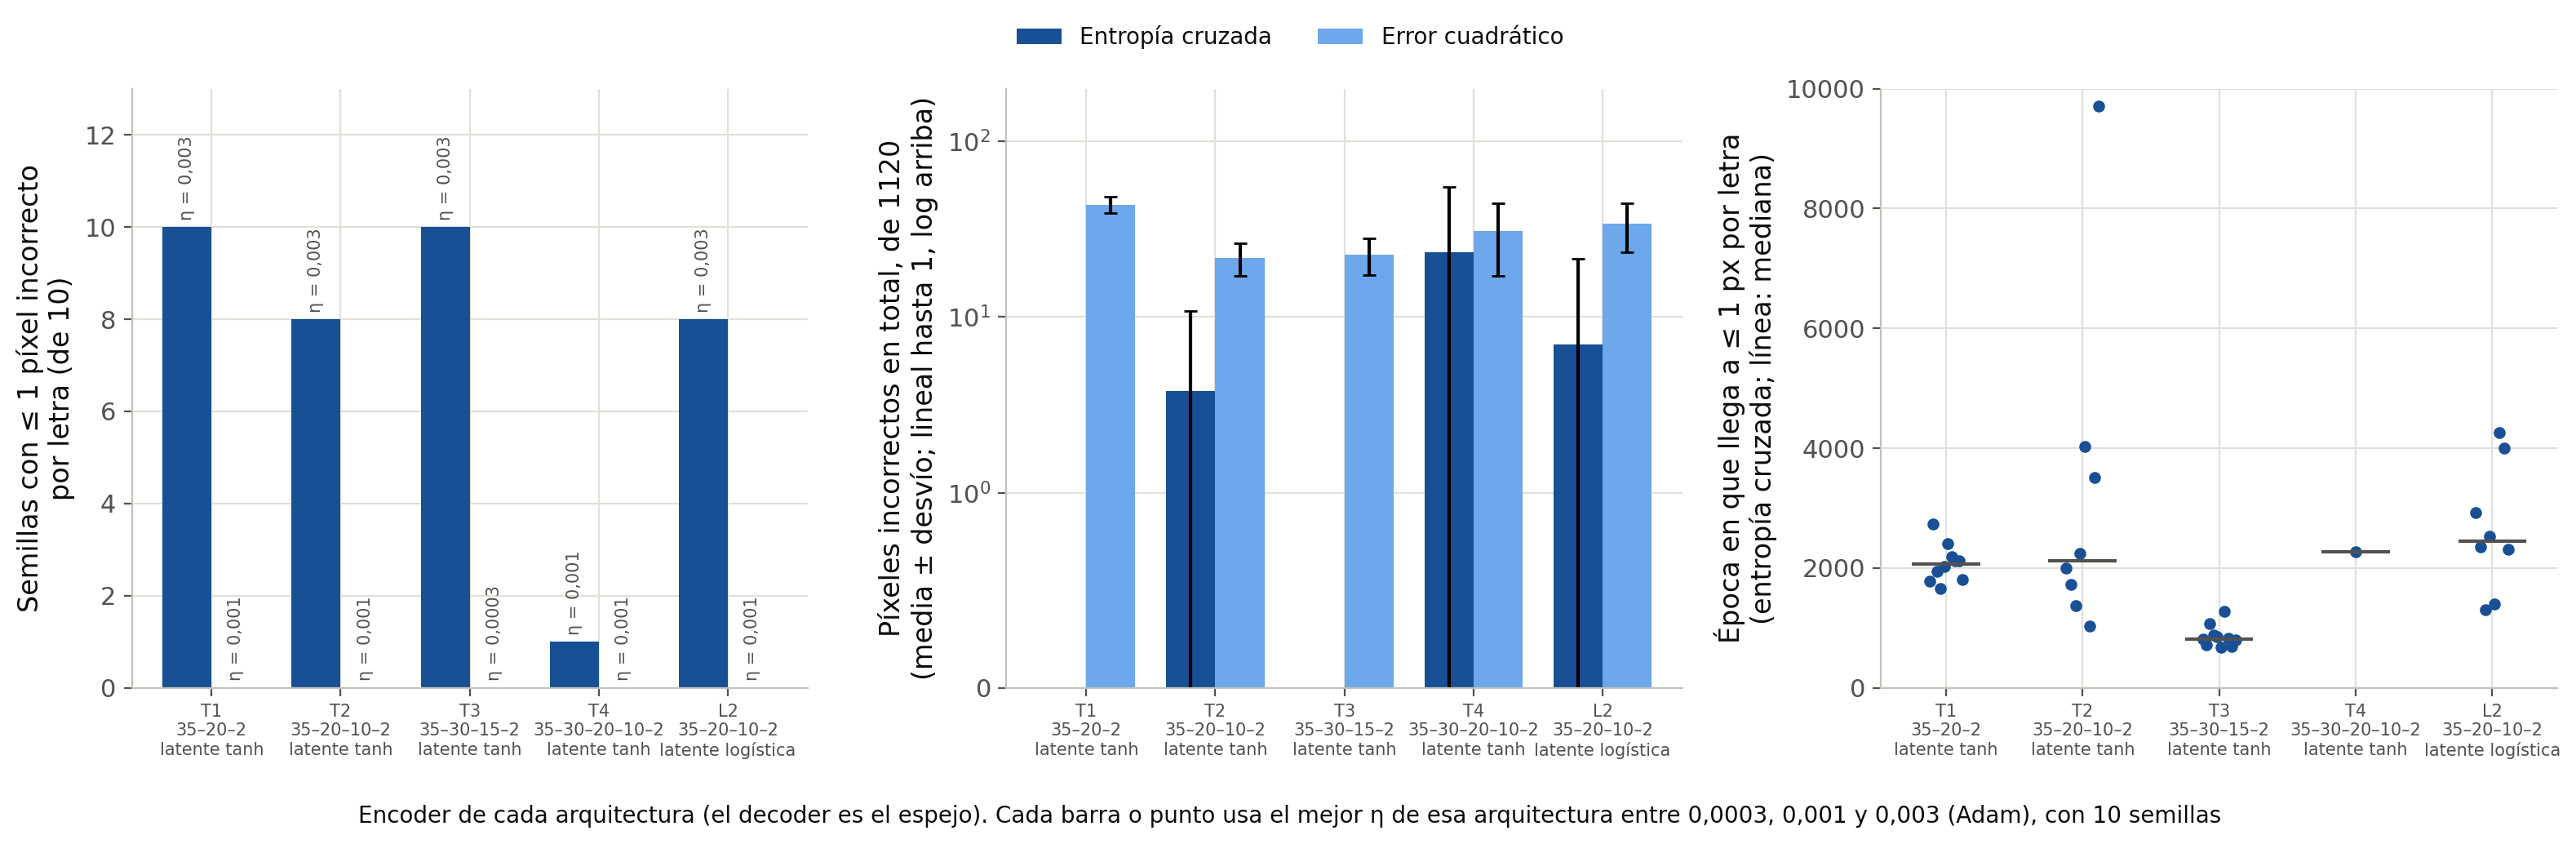 Entropía cruzada
Error cuadrático
Semillas con ≤ 1 píxel incorrecto
por letra (de 10)
12
10
8
6
4
2
0
η = 0,003
η = 0,001
η = 0,003
η = 0,001
η = 0,003
η = 0,0003
η = 0,001
η = 0,001
η = 0,003
η = 0,001
T1
35–20–2
latente tanh
T2
35–20–10–2
latente tanh
T3
35–30–15–2
latente tanh
T4
35–30–20–10–2
latente tanh
L2
35–20–10–2
latente logística
Píxeles incorrectos en total, de 1120
(media ± desvío; lineal hasta 1, log arriba)
10²
10¹
10⁰
0
T1
35–20–2
latente tanh
T2
35–20–10–2
latente tanh
T3
35–30–15–2
latente tanh
T4
35–30–20–10–2
latente tanh
L2
35–20–10–2
latente logística
Época en que llega a ≤ 1 px por letra
(entropía cruzada; línea: mediana)
10000
8000
6000
4000
2000
0
T1
35–20–2
latente tanh
T2
35–20–10–2
latente tanh
T3
35–30–15–2
latente tanh
T4
35–30–20–10–2
latente tanh
L2
35–20–10–2
latente logística
Encoder de cada arquitectura (el decoder es el espejo). Cada barra o punto usa el mejor η de esa arquitectura entre 0,0003, 0,001 y 0,003 (Adam), con 10 semillas